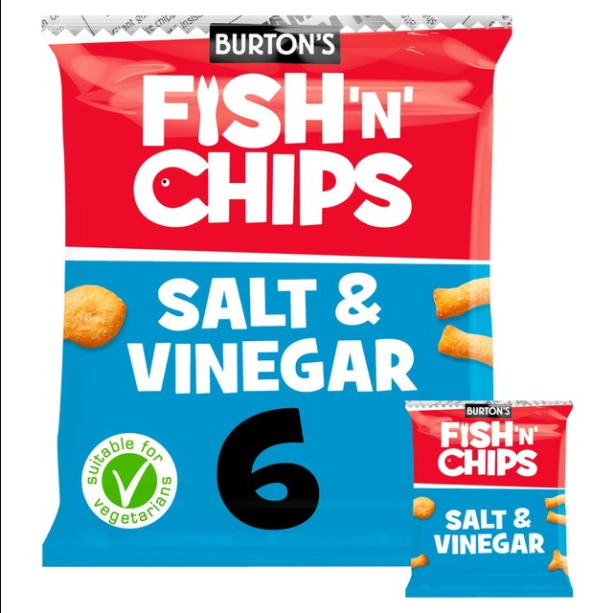 BURTON'S
FISH 'N'
CHIPS
SALT &
VINEGAR
6
suitable for
vegetarians
BURTON'S
FISH 'N'
CHIPS
SALT &
VINEGAR